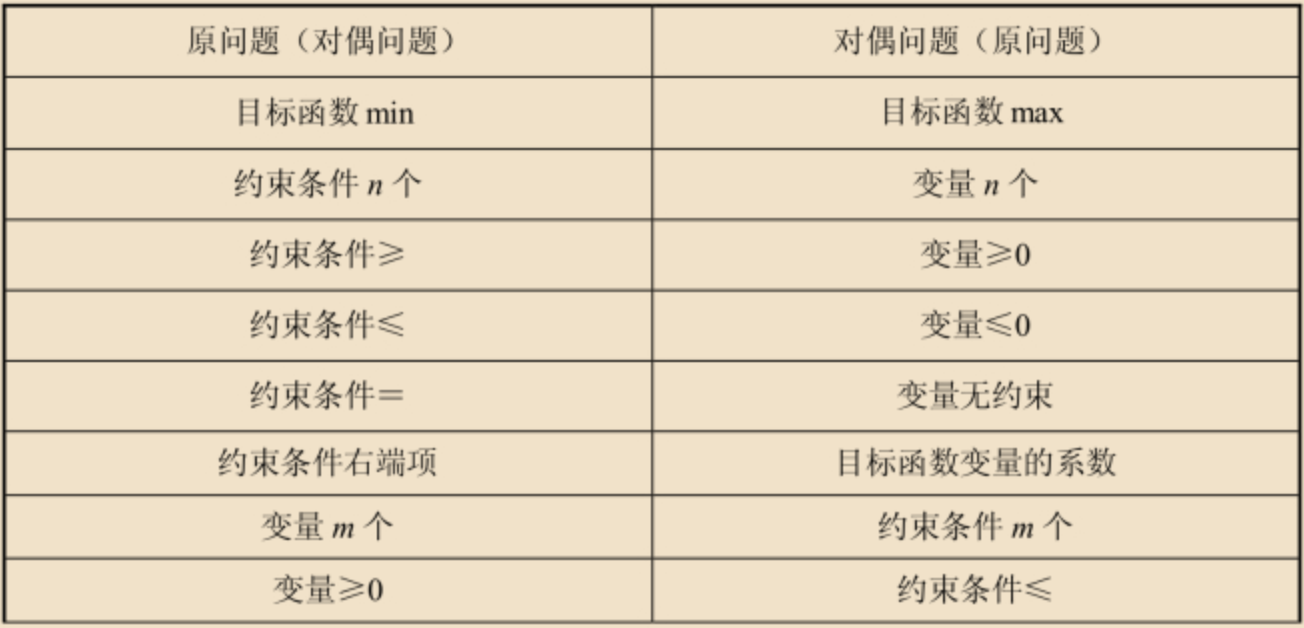 原问题（对偶问题） 对偶问题（原问题）
目标函数 min 目标函数 max
约束条件 n 个 变量 n 个
约束条件≥ 变量≥0
约束条件≤ 变量≤0
约束条件＝ 变量无约束
约束条件右端项 目标函数变量的系数
变量 m 个 约束条件 m 个
变量≥0 约束条件≤